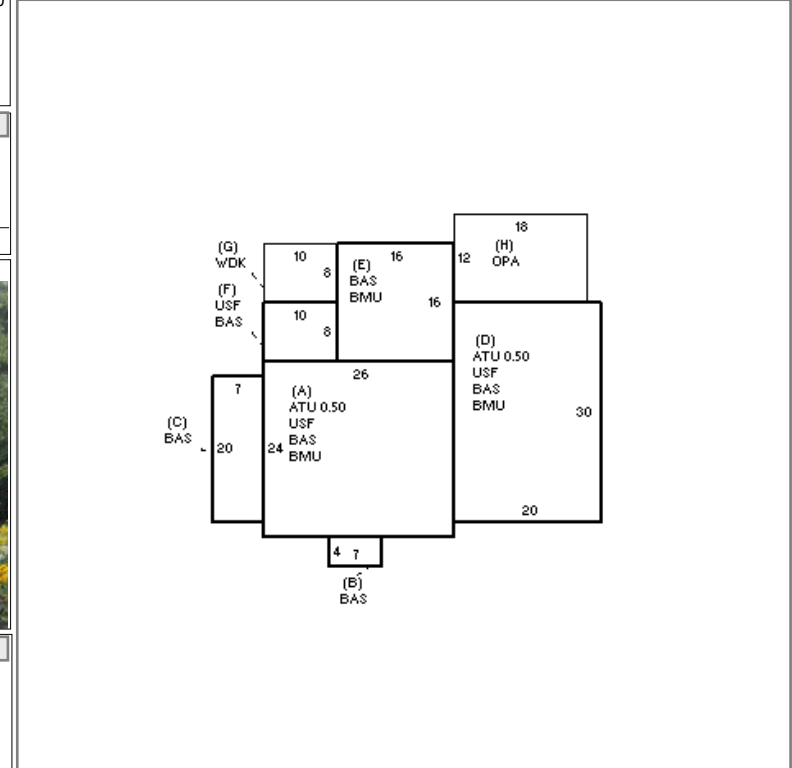 18
(G)
WDK
10
8
16
(E)
BAS
BMU
16
12
(H)
OPA
(F)
USF
BAS
10
8
26
(D)
ATU 0.50
USF
BAS
BMU
30
20
7
(C)
BAS
20
24
(A)
ATU 0.50
USF
BAS
BMU
4 7
(B)
BAS